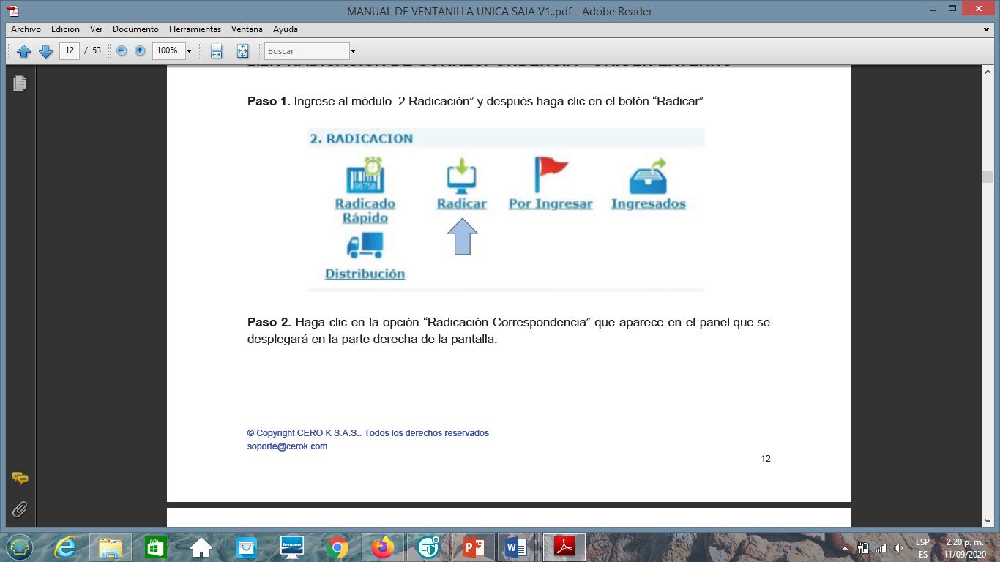 MANUAL DE VENTANILLA UNICA SAIA V1..pdf - Adobe Reader
Archivo Edición Ver Documento Herramientas Ventana Ayuda
12 / 53 100% Buscar
Paso 1. Ingrese al módulo 2.Radicación” y después haga clic en el botón “Radicar”
2. RADICACION
98758
Radicado Rápido
Radicar
Por Ingresar
Ingresados
Distribución
Paso 2. Haga clic en la opción “Radicación Correspondencia” que aparece en el panel que se
desplegará en la parte derecha de la pantalla.
© Copyright CERO K S.A.S.. Todos los derechos reservados
soporte@cerok.com
12
lenovo
ESP 2:20 p. m.
ES 11/09/2020